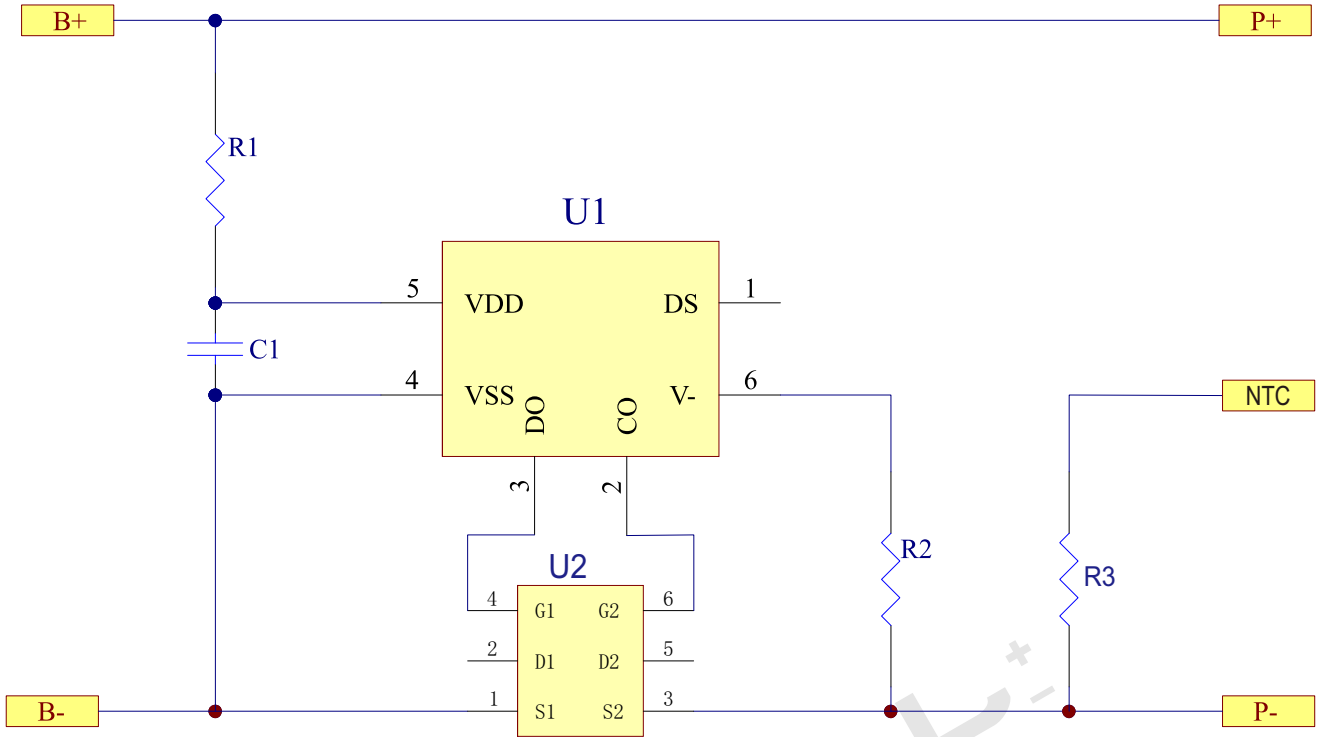 B+
P+
R1
U1
5
VDD
DS
1
C1
4
VSS
DO
CO
V-
6
NTC
3
2
R2
U2
R3
4
G1
G2
6
2
D1
D2
5
B-
1
S1
S2
3
P-